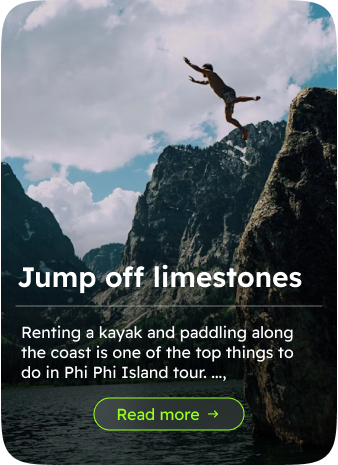 Jump off limestones
Renting a kayak and paddling along
the coast is one of the top things to
do in Phi Phi Island tour. ...,
Read more →